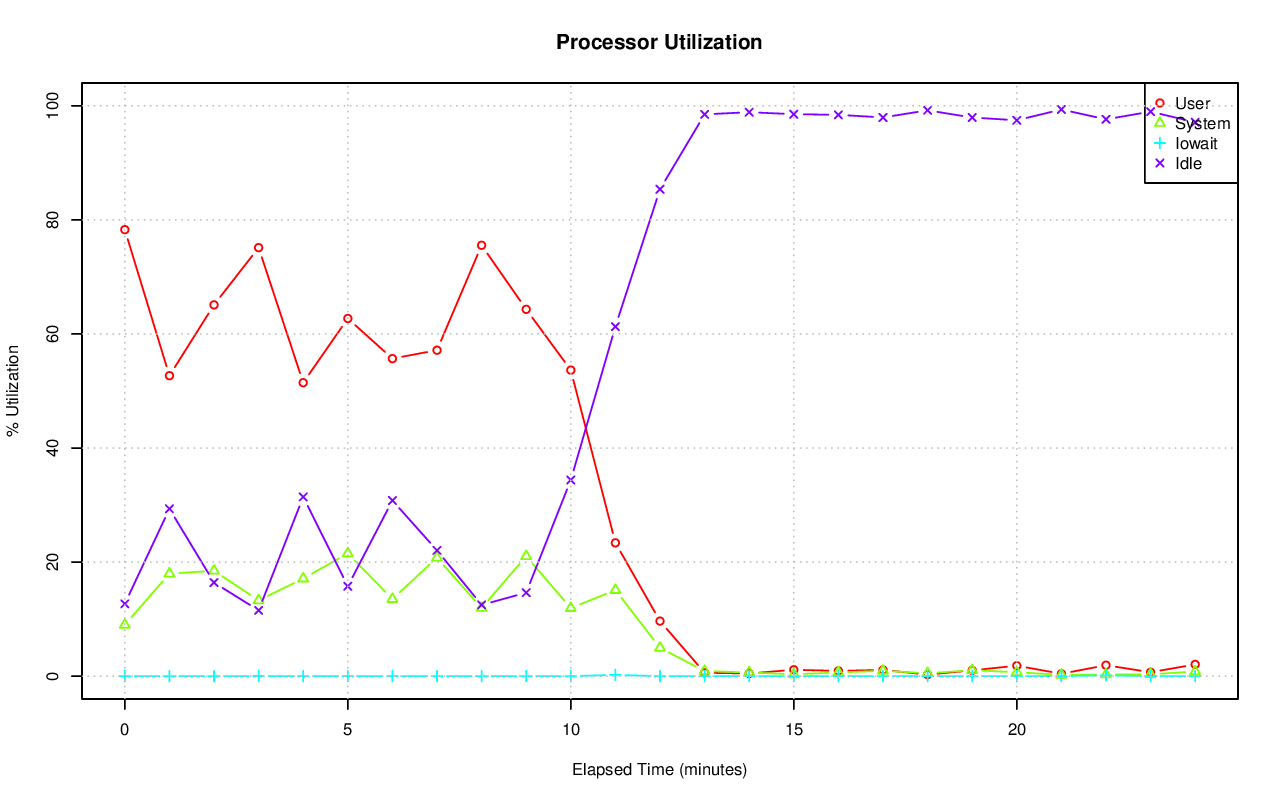 Processor Utilization
% Utilization
100
80
60
40
20
0
User
System
Iowait
Idle
0 5 10 15 20
Elapsed Time (minutes)